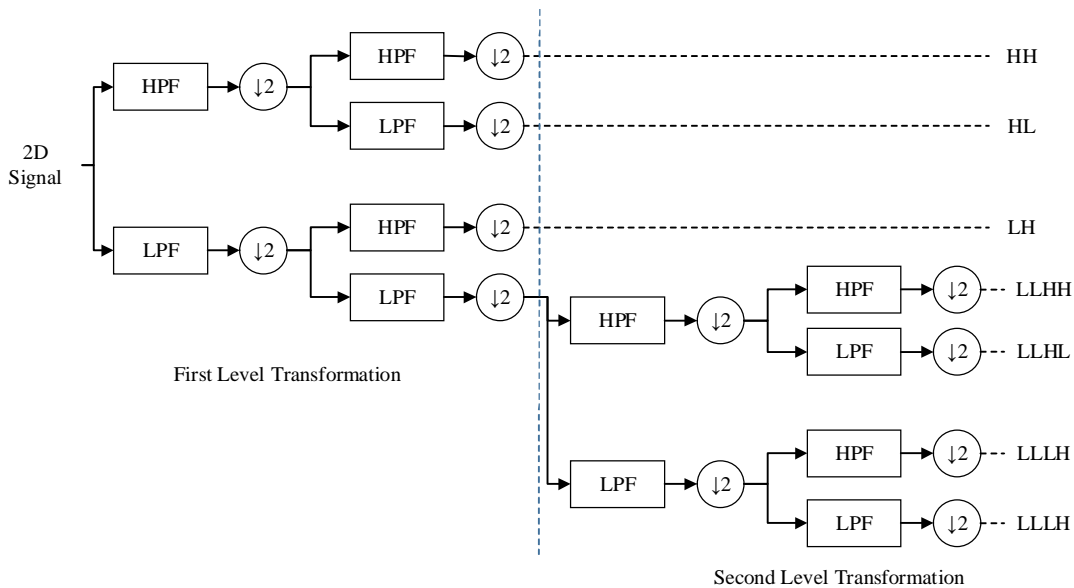 HPF
↓2
HPF
↓2
HH
LPF
↓2
HL
2D
Signal
LPF
↓2
HPF
↓2
LH
LPF
↓2
HPF
↓2
HPF
↓2
LLHH
LPF
↓2
LLHL
First Level Transformation
LPF
↓2
HPF
↓2
LLLH
LPF
↓2
LLLH
Second Level Transformation